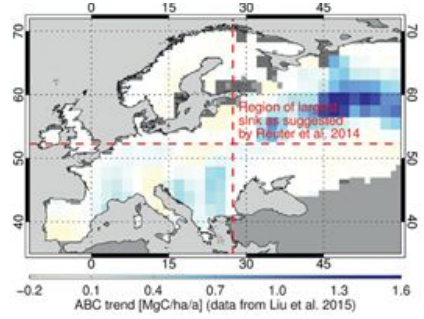 0 15 30 45
70 70
60 60
Region of largest
sink as suggested
by Reuter et al. 2014
50 50
40 40
0 15 30 45
−0.2 0.1 0.4 0.7 1.0 1.3 1.6
ABC trend [MgC/ha/a] (data from Liu et al. 2015)